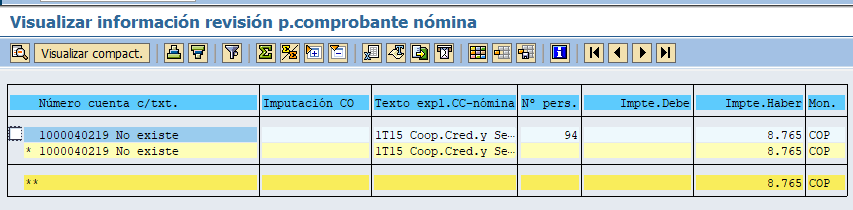 Visualizar información revisión p.comprobante nómina
Visualizar compact.
Número cuenta c/txt. Imputación CO Texto expl.CC-nómina Nº pers. Impte.Debe Impte.Haber Mon.
1000040219 No existe 1T15 Coop.Cred.y Se… 94 8.765 COP
* 1000040219 No existe 1T15 Coop.Cred.y Se… 8.765 COP
** 8.765 COP